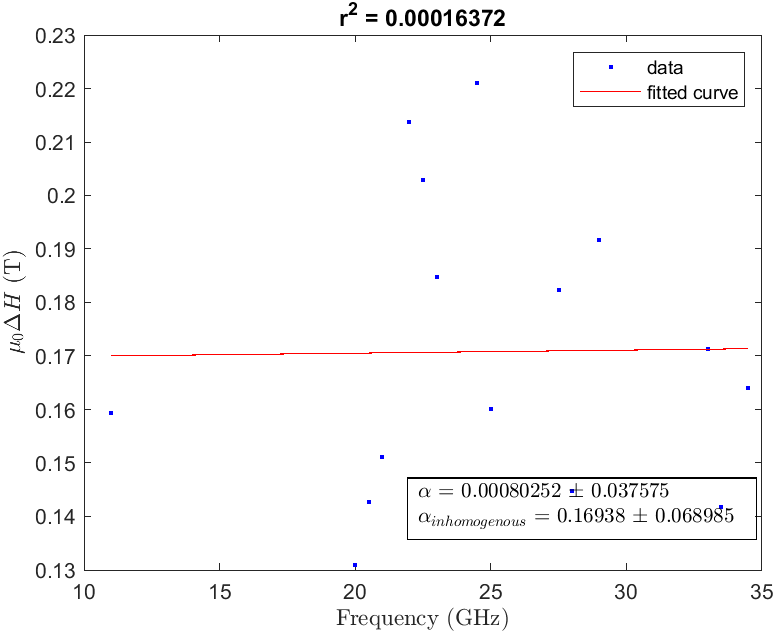 r² = 0.00016372
0.23
0.22
0.21
0.2
0.19
0.18
0.17
0.16
0.15
0.14
0.13
μ₀ΔH (T)
data
fitted curve
α = 0.00080252 ± 0.037575
αinhomogenous = 0.16938 ± 0.068985
10 15 20 25 30 35
Frequency (GHz)